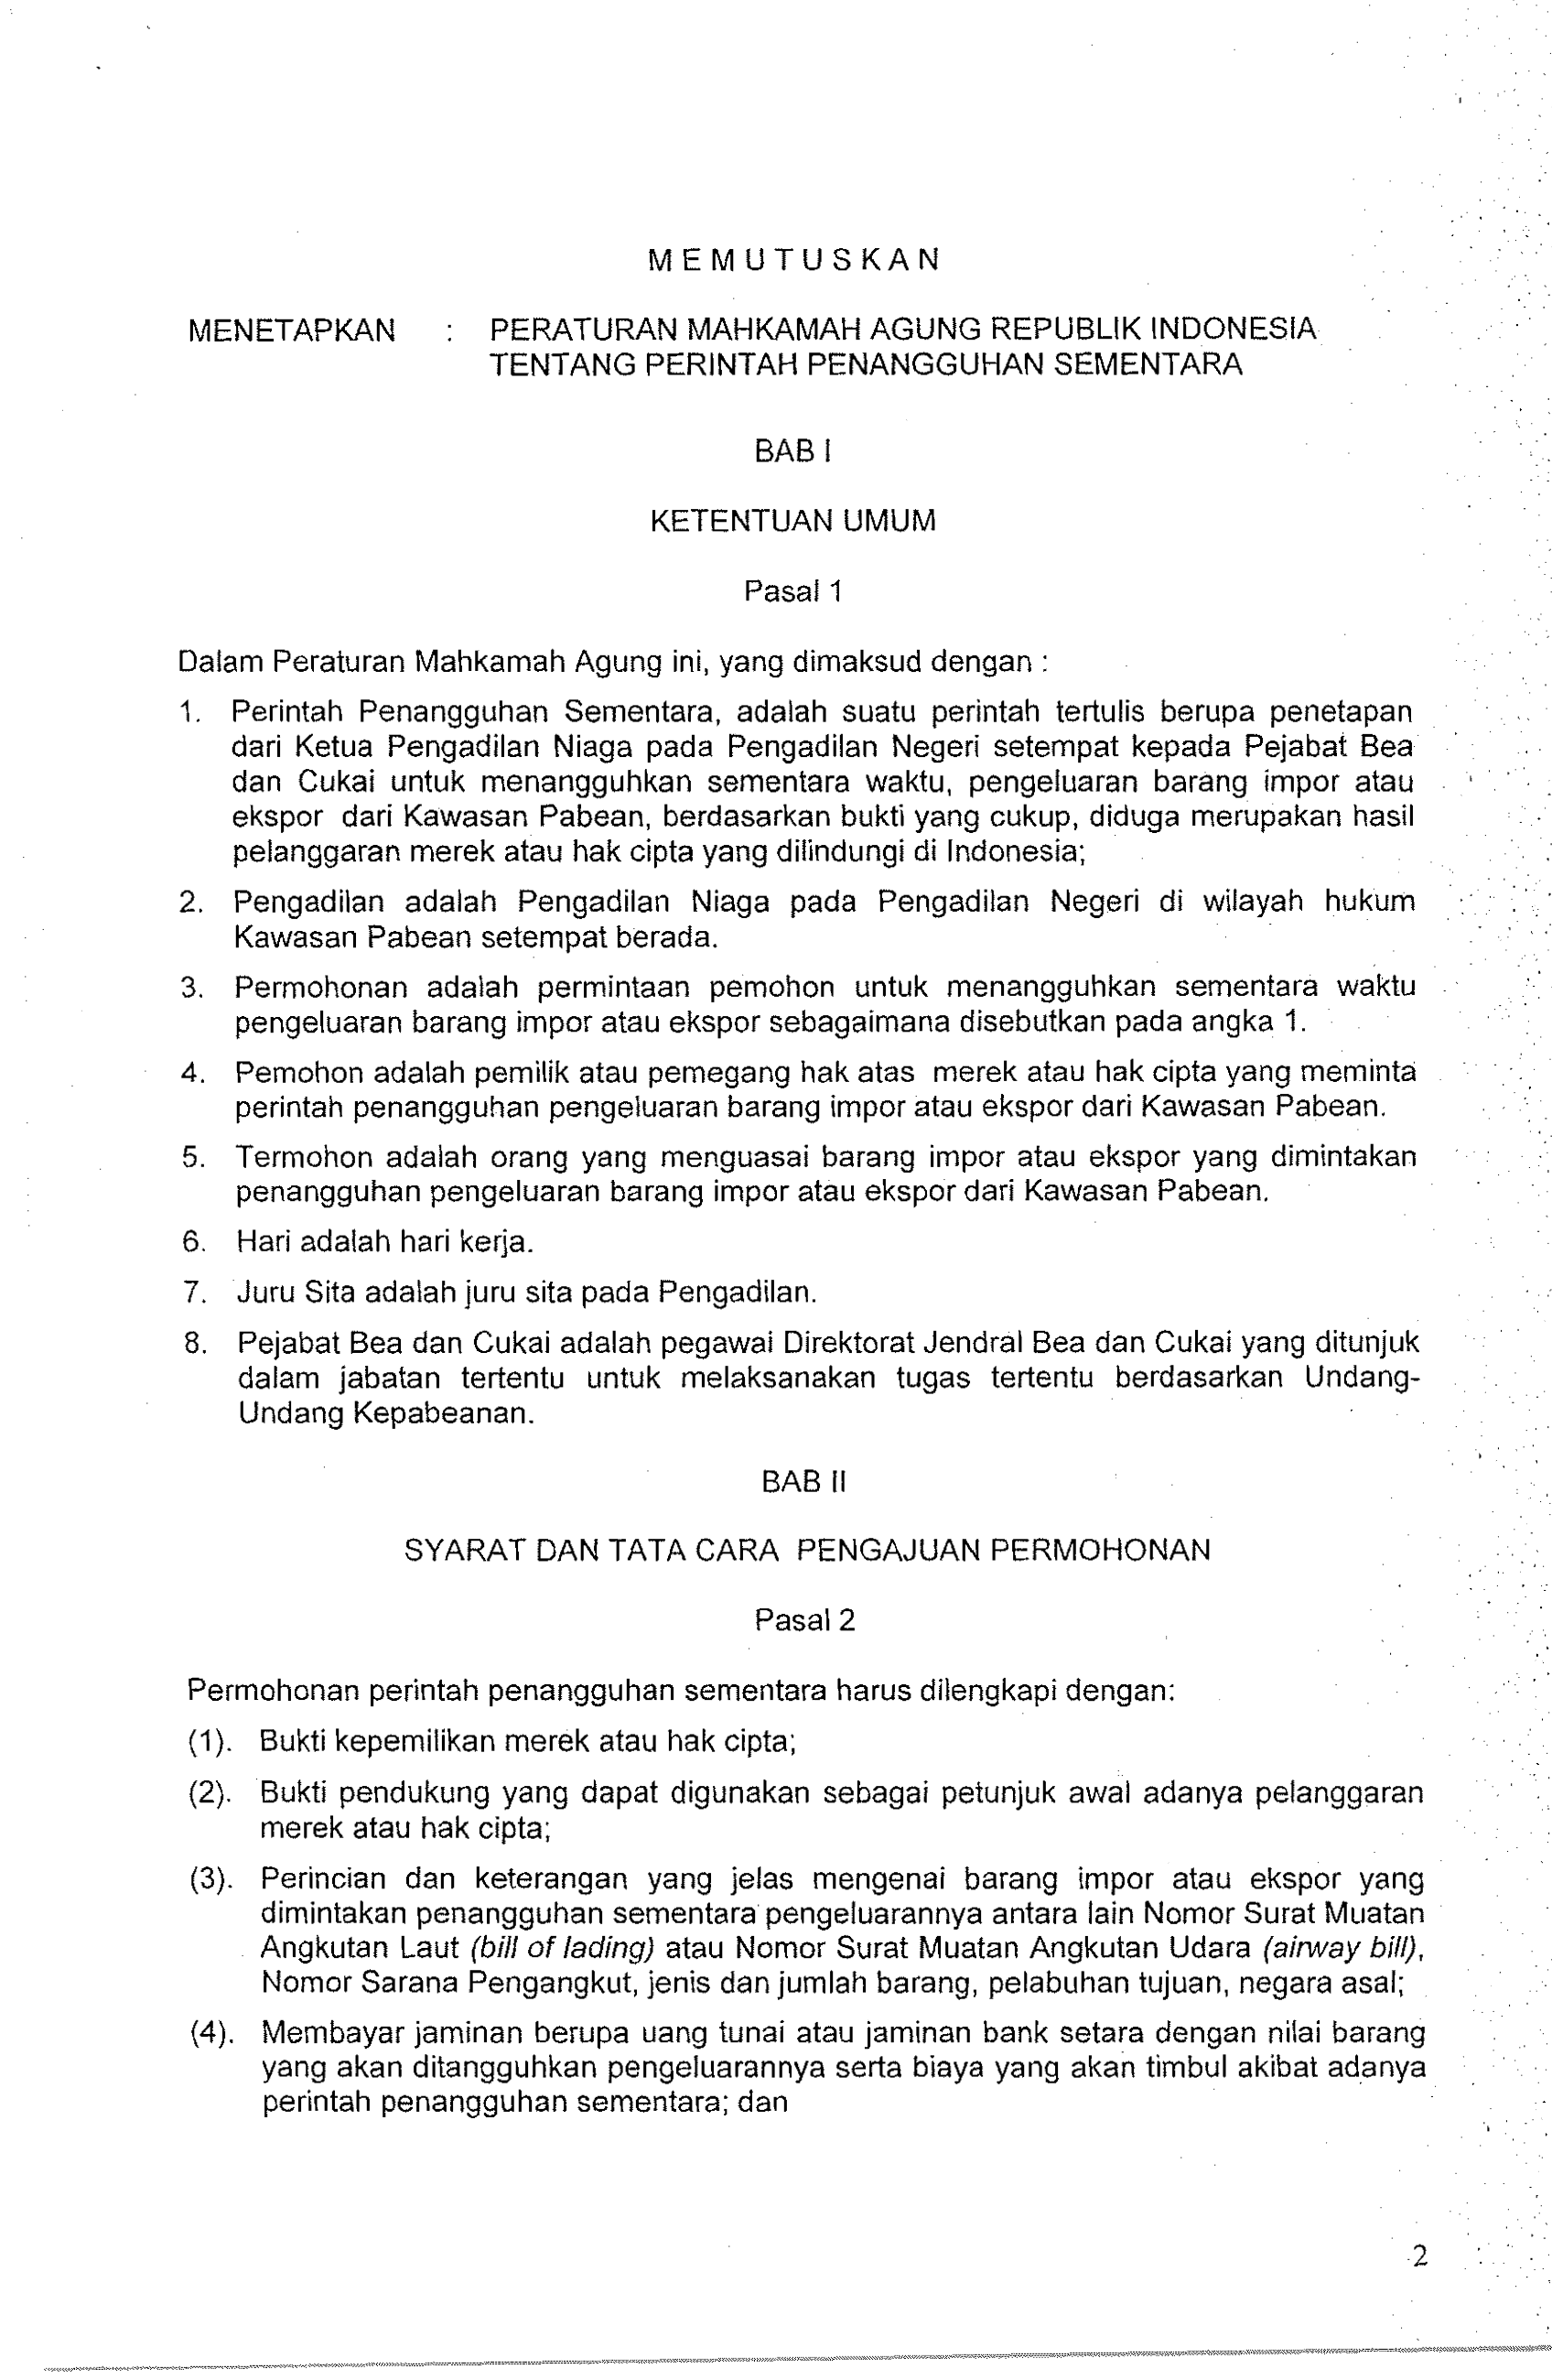 MEMUTUSKAN
MENETAPKAN : PERATURAN MAHKAMAH AGUNG REPUBLIK INDONESIA
TENTANG PERINTAH PENANGGUHAN SEMENTARA
BAB I
KETENTUAN UMUM
Pasal 1
Dalam Peraturan Mahkamah Agung ini, yang dimaksud dengan :
1. Perintah Penangguhan Sementara, adalah suatu perintah tertulis berupa penetapan
dari Ketua Pengadilan Niaga pada Pengadilan Negeri setempat kepada Pejabat Bea
dan Cukai untuk menangguhkan sementara waktu, pengeluaran barang impor atau
ekspor dari Kawasan Pabean, berdasarkan bukti yang cukup, diduga merupakan hasil
pelanggaran merek atau hak cipta yang dilindungi di Indonesia;
2. Pengadilan adalah Pengadilan Niaga pada Pengadilan Negeri di wilayah hukum
Kawasan Pabean setempat berada.
3. Permohonan adalah permintaan pemohon untuk menangguhkan sementara waktu
pengeluaran barang impor atau ekspor sebagaimana disebutkan pada angka 1.
4. Pemohon adalah pemilik atau pemegang hak atas merek atau hak cipta yang meminta
perintah penangguhan pengeluaran barang impor atau ekspor dari Kawasan Pabean.
5. Termohon adalah orang yang menguasai barang impor atau ekspor yang dimintakan
penangguhan pengeluaran barang impor atau ekspor dari Kawasan Pabean.
6. Hari adalah hari kerja.
7. Juru Sita adalah juru sita pada Pengadilan.
8. Pejabat Bea dan Cukai adalah pegawai Direktorat Jendral Bea dan Cukai yang ditunjuk
dalam jabatan tertentu untuk melaksanakan tugas tertentu berdasarkan Undang-
Undang Kepabeanan.
BAB II
SYARAT DAN TATA CARA PENGAJUAN PERMOHONAN
Pasal 2
Permohonan perintah penangguhan sementara harus dilengkapi dengan:
(1). Bukti kepemilikan merek atau hak cipta;
(2). Bukti pendukung yang dapat digunakan sebagai petunjuk awal adanya pelanggaran
merek atau hak cipta;
(3). Perincian dan keterangan yang jelas mengenai barang impor atau ekspor yang
dimintakan penangguhan sementara pengeluarannya antara lain Nomor Surat Muatan
Angkutan Laut (bill of lading) atau Nomor Surat Muatan Angkutan Udara (airway bill),
Nomor Sarana Pengangkut, jenis dan jumlah barang, pelabuhan tujuan, negara asal;
(4). Membayar jaminan berupa uang tunai atau jaminan bank setara dengan nilai barang
yang akan ditangguhkan pengeluarannya serta biaya yang akan timbul akibat adanya
perintah penangguhan sementara; dan
2